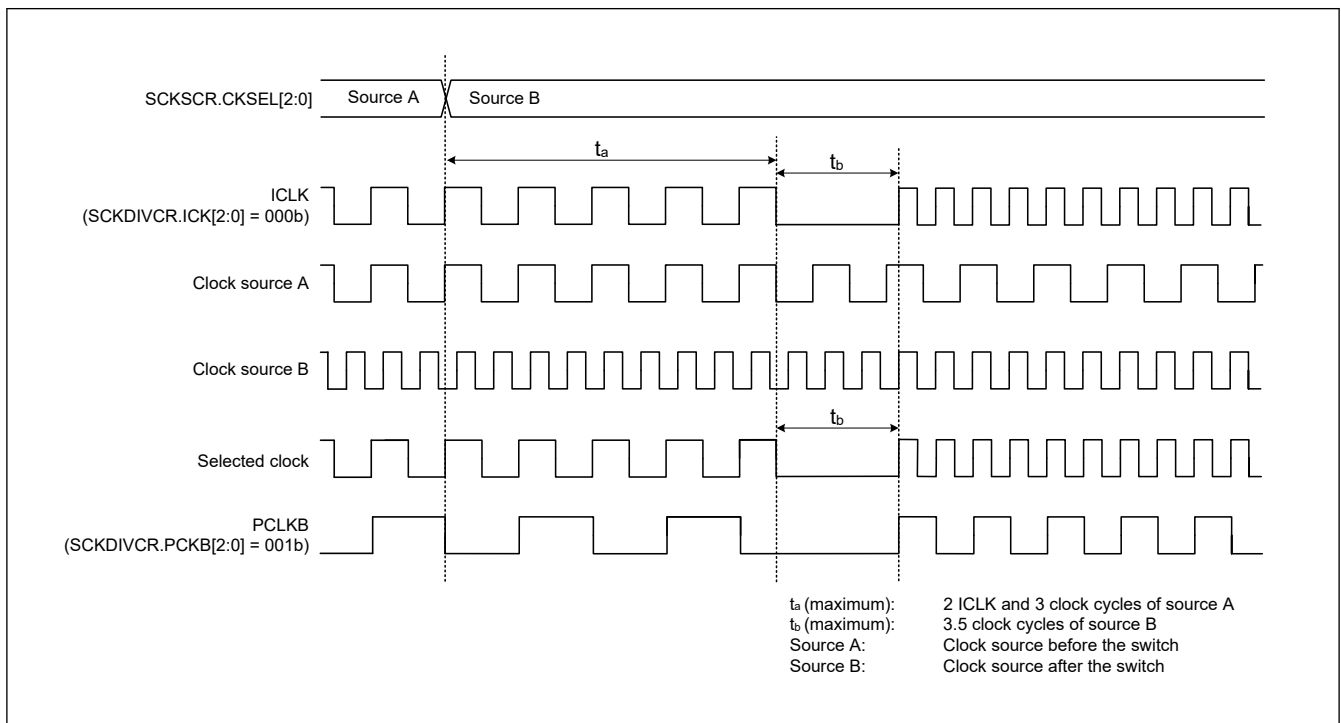 SCKSCR.CKSEL[2:0]
Source A
Source B
ta
tb
ICLK
(SCKDIVCR.ICK[2:0] = 000b)
Clock source A
Clock source B
tb
Selected clock
PCLKB
(SCKDIVCR.PCKB[2:0] = 001b)
ta (maximum): 2 ICLK and 3 clock cycles of source A
tb (maximum): 3.5 clock cycles of source B
Source A: Clock source before the switch
Source B: Clock source after the switch